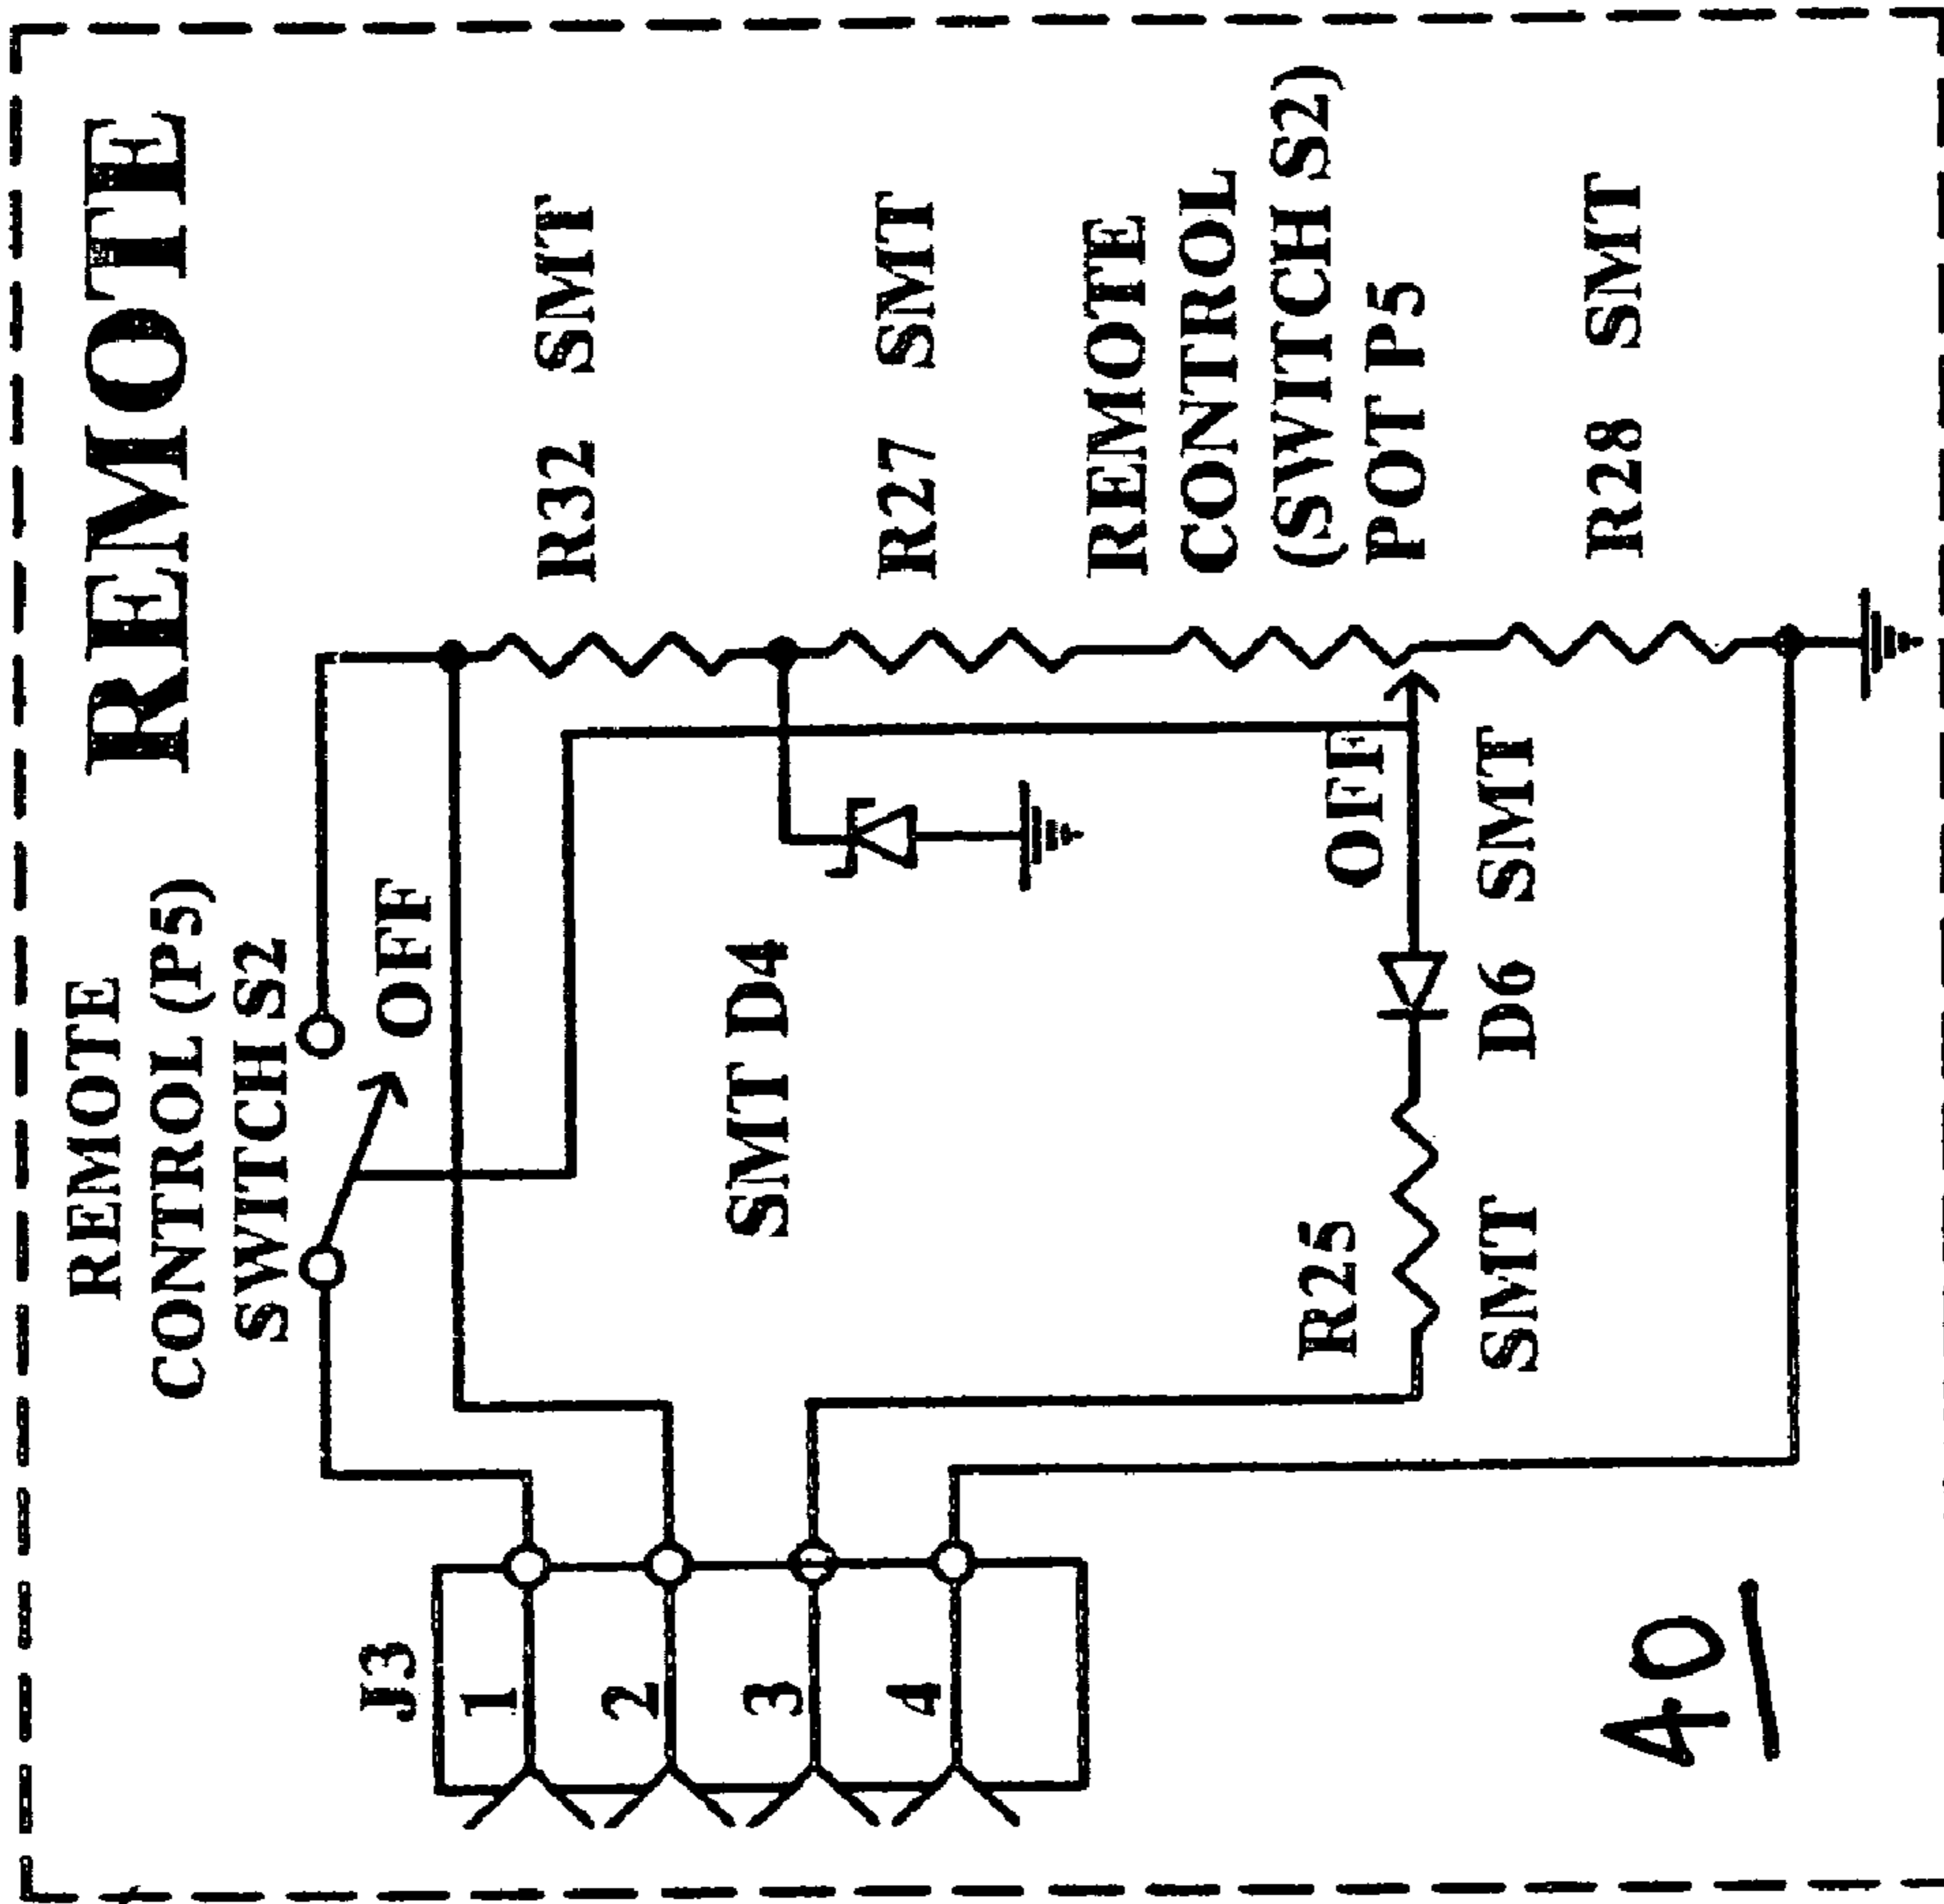 REMOTE
REMOTE
CONTROL (P5)
SWITCH S2
OFF
J3
1
2
3
4
R32 SMT
SMT D4
R27 SMT
REMOTE
CONTROL
(SWITCH S2)
POT P5
OFF
R25
SMT
D6 SMT
R28 SMT
40